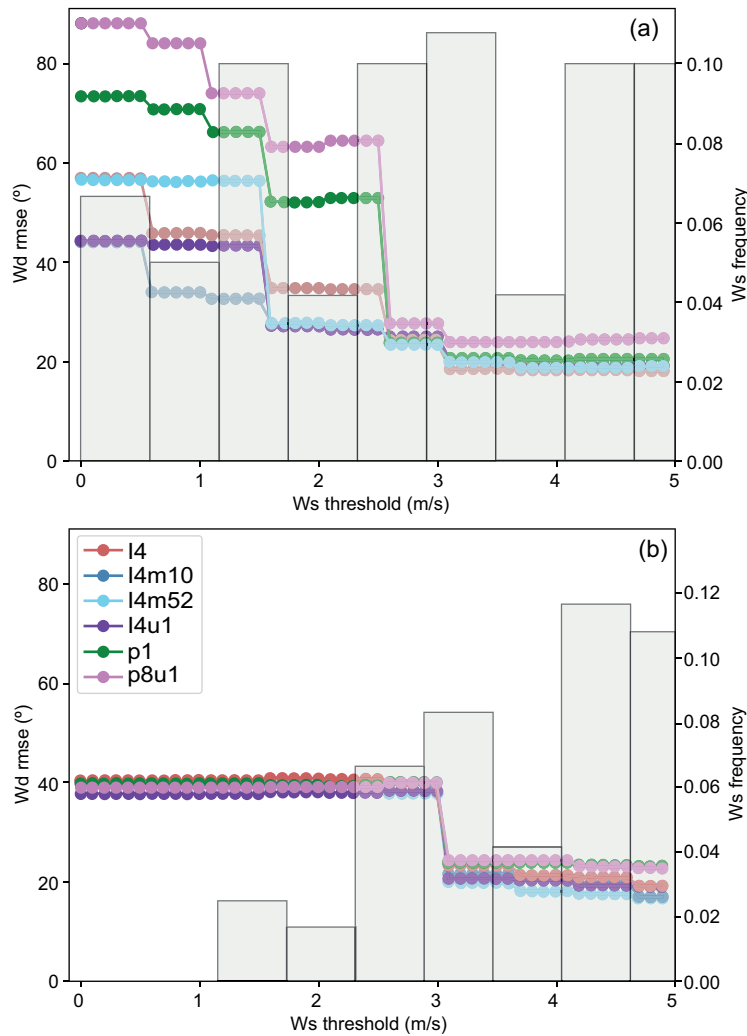 (a)
80
60
40
20
0
Wd rmse (º)
0.10
0.08
0.06
0.04
0.02
0.00
Ws frequency
0 1 2 3 4 5
Ws threshold (m/s)
(b)
l4
l4m10
l4m52
l4u1
p1
p8u1
80
60
40
20
0
Wd rmse (º)
0.12
0.10
0.08
0.06
0.04
0.02
0.00
Ws frequency
0 1 2 3 4 5
Ws threshold (m/s)